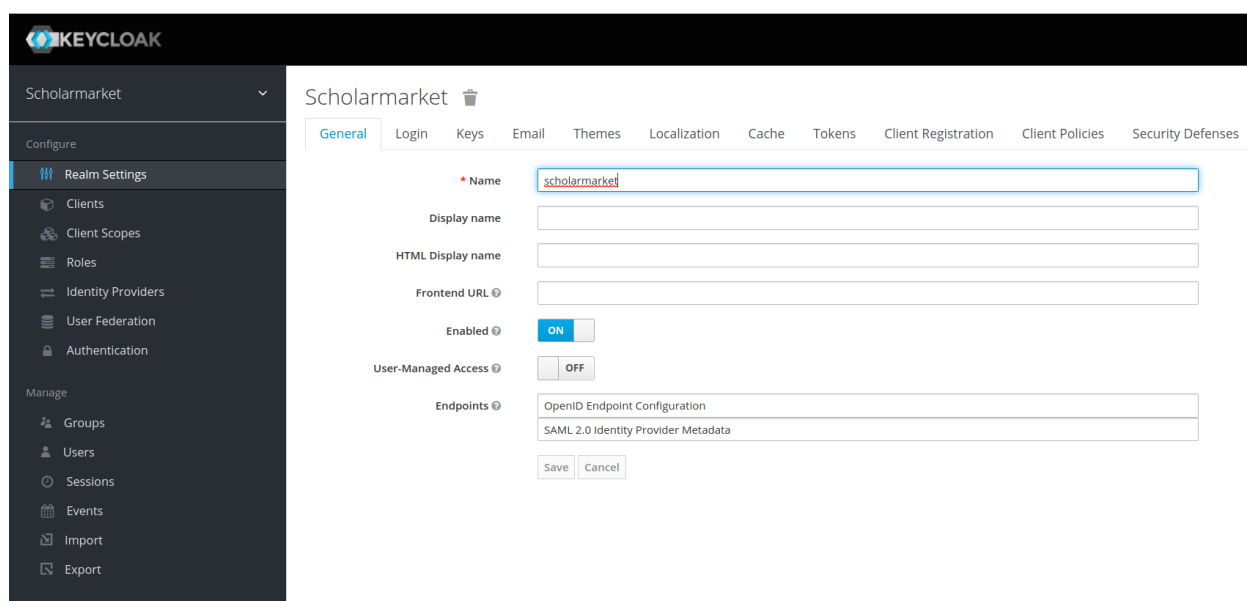 KEYCLOAK
Scholarmarket
Configure
Realm Settings
Clients
Client Scopes
Roles
Identity Providers
User Federation
Authentication
Manage
Groups
Users
Sessions
Events
Import
Export
Scholarmarket
General Login Keys Email Themes Localization Cache Tokens Client Registration Client Policies Security Defenses
* Name scholarmarket
Display name
HTML Display name
Frontend URL
Enabled ON
User-Managed Access OFF
Endpoints OpenID Endpoint Configuration
SAML 2.0 Identity Provider Metadata
Save Cancel